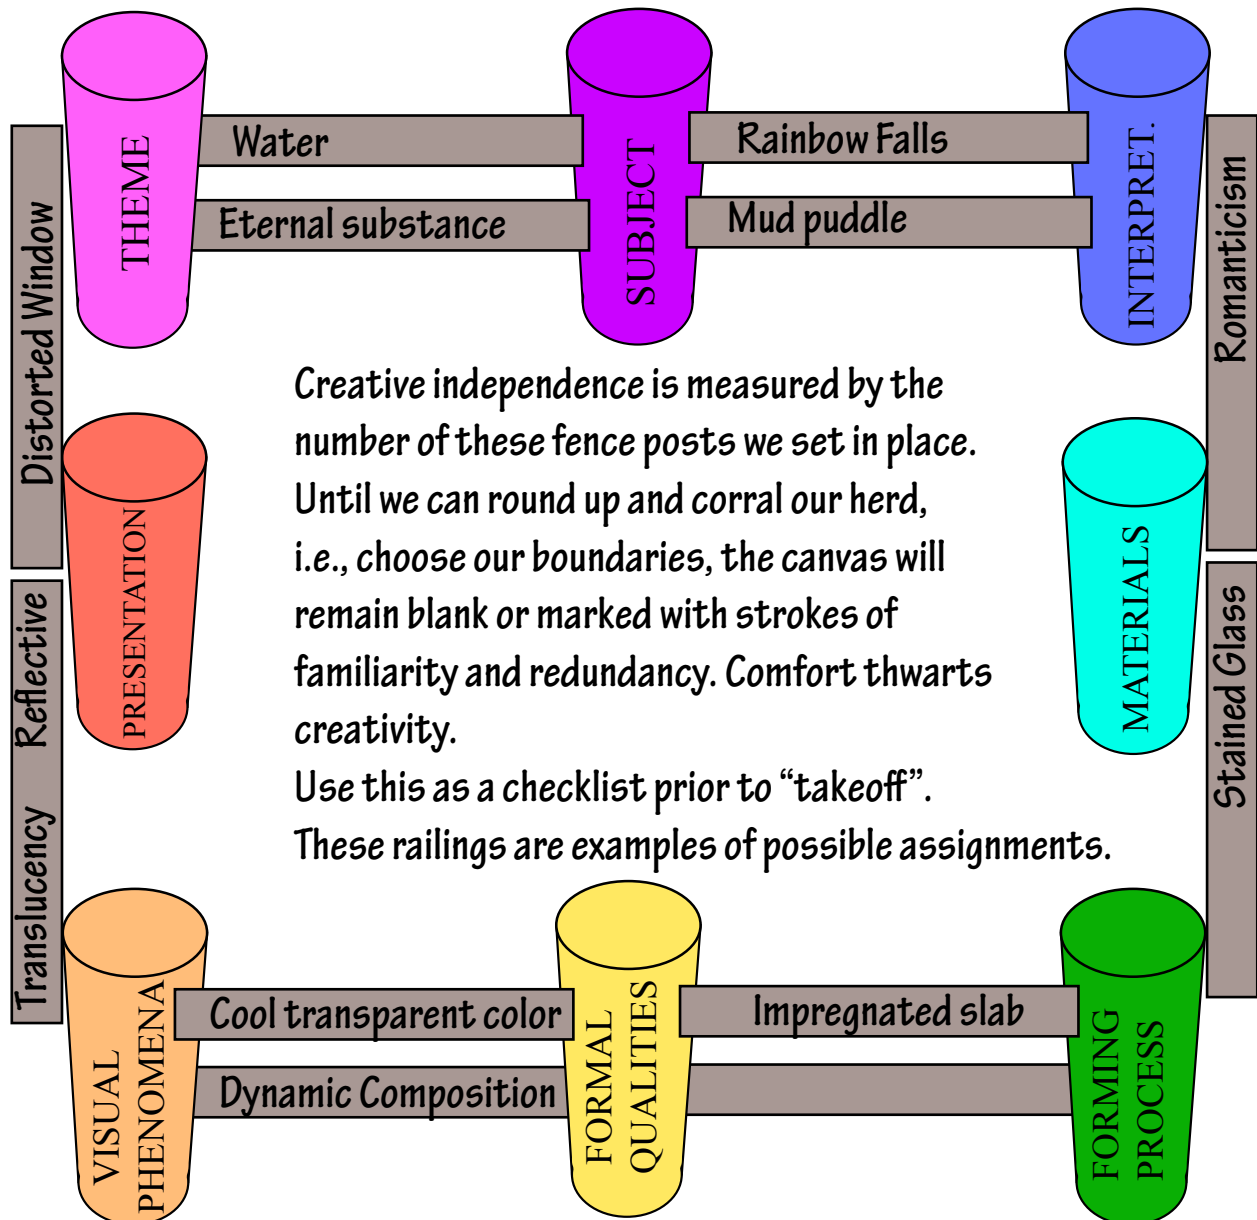 THEME
Water
Eternal substance
SUBJECT
Rainbow Falls
Mud puddle
INTERPRET.
Romanticism
Distorted Window
Creative independence is measured by the
number of these fence posts we set in place.
Until we can round up and corral our herd,
i.e., choose our boundaries, the canvas will
remain blank or marked with strokes of
familiarity and redundancy. Comfort thwarts
creativity.
Use this as a checklist prior to “takeoff”.
These railings are examples of possible assignments.
PRESENTATION
MATERIALS
Translucency Reflective
Stained Glass
VISUAL
PHENOMENA
Cool transparent color
Dynamic Composition
FORMAL
QUALITIES
Impregnated slab
FORMING
PROCESS